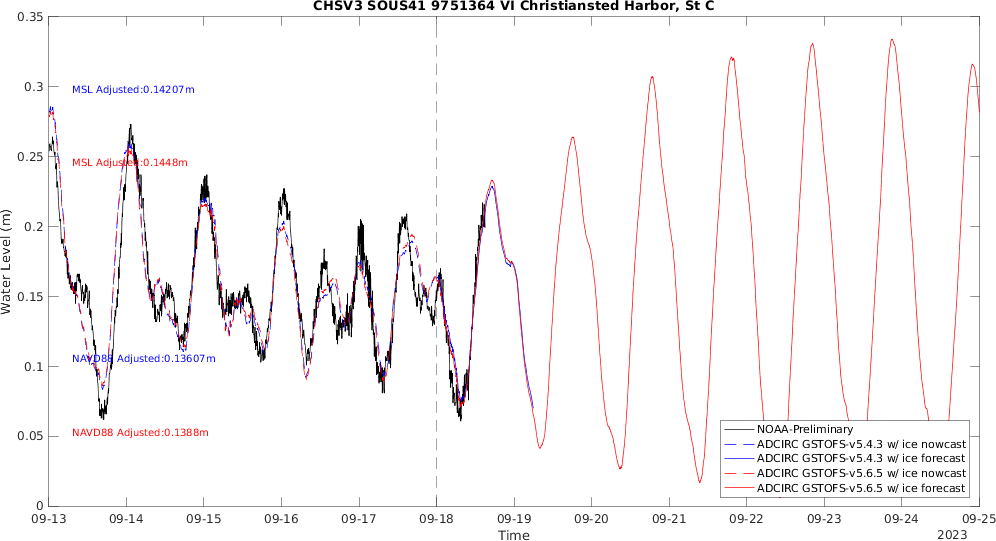 CHSV3 SOUS41 9751364 VI Christiansted Harbor, St C
0.35
0.3
0.25
0.2
0.15
0.1
0.05
0
Water Level (m)
MSL Adjusted:0.14207m
MSL Adjusted:0.1448m
NAVD88 Adjusted:0.13607m
NAVD88 Adjusted:0.1388m
NOAA-Preliminary
ADCIRC GSTOFS-v5.4.3 w/ ice nowcast
ADCIRC GSTOFS-v5.4.3 w/ ice forecast
ADCIRC GSTOFS-v5.6.5 w/ ice nowcast
ADCIRC GSTOFS-v5.6.5 w/ ice forecast
09-13 09-14 09-15 09-16 09-17 09-18 09-19 09-20 09-21 09-22 09-23 09-24 09-25
Time
2023